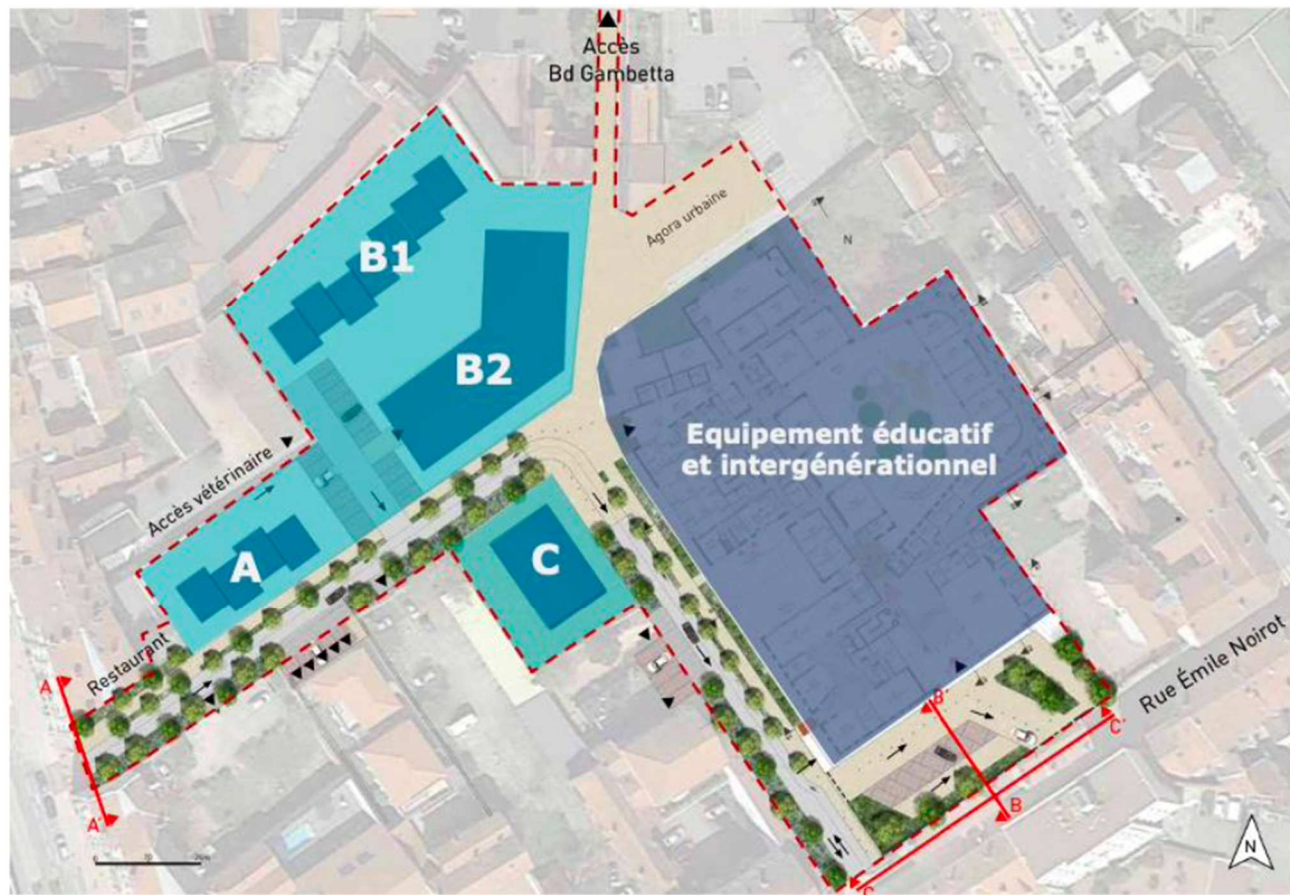 Accès
Bd Gambetta
Agora urbaine
N
B1
B2
Equipement éducatif
et intergénérationnel
Accès vétérinaire
A
C
Restaurant
Rue Émile Noirot
A
A'
B'
B
C'
C
N